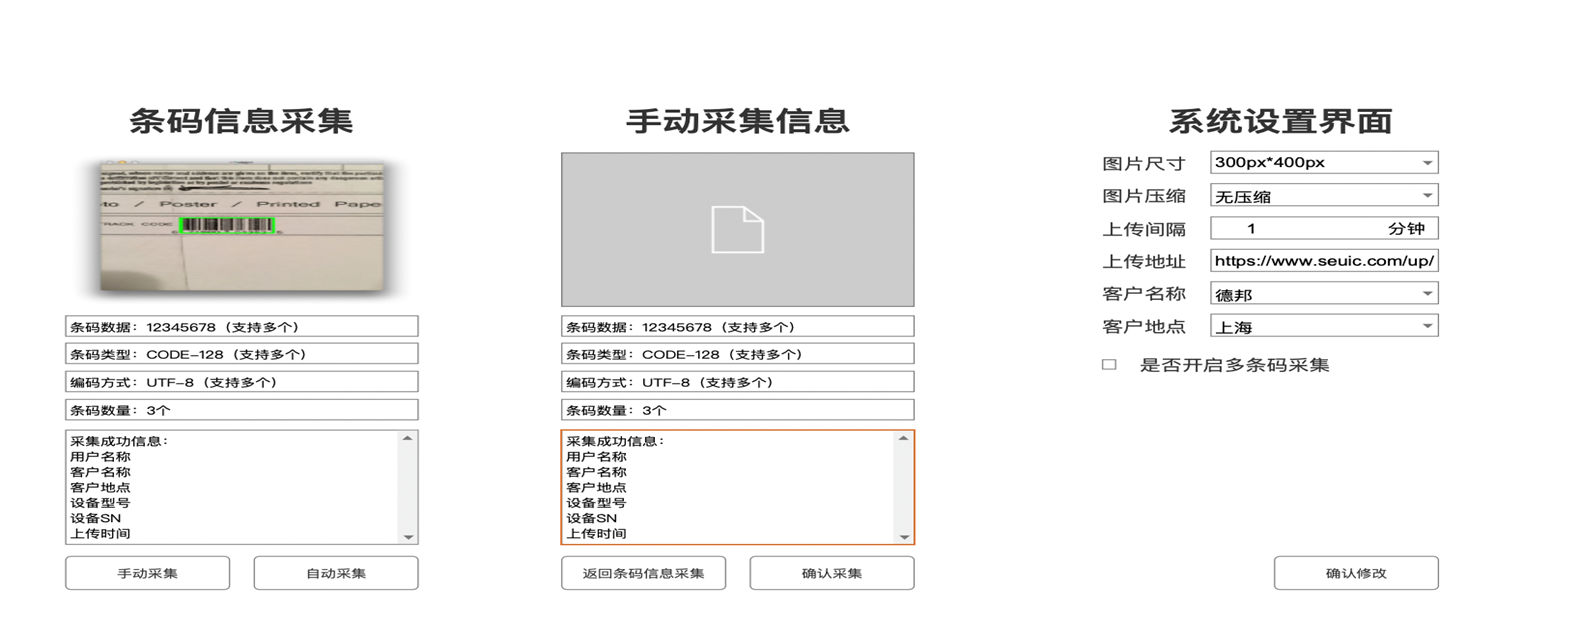 条码信息采集
to / Poster / Printed Pape
TRACK CODE
条码数据：12345678（支持多个）
条码类型：CODE-128（支持多个）
编码方式：UTF-8（支持多个）
条码数量：3个
采集成功信息：
用户名称
客户名称
客户地点
设备型号
设备SN
上传时间
手动采集
自动采集
手动采集信息
条码数据：12345678（支持多个）
条码类型：CODE-128（支持多个）
编码方式：UTF-8（支持多个）
条码数量：3个
采集成功信息：
用户名称
客户名称
客户地点
设备型号
设备SN
上传时间
返回条码信息采集
确认采集
系统设置界面
图片尺寸 300px*400px
图片压缩 无压缩
上传间隔 1 分钟
上传地址 https://www.seuic.com/up/
客户名称 德邦
客户地点 上海
是否开启多条码采集
确认修改